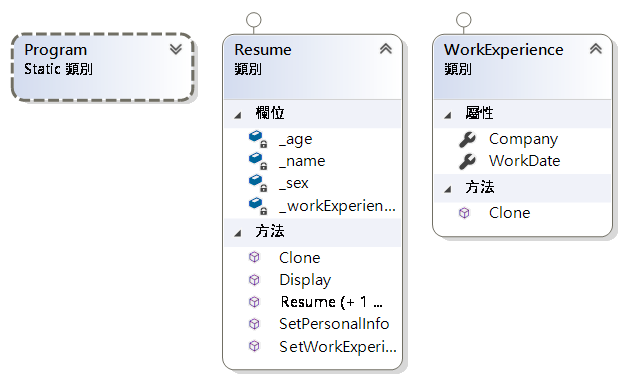 Program
Static 類別
Resume
類別
欄位
_age
_name
_sex
_workExperien...
方法
Clone
Display
Resume (+ 1 ...
SetPersonalInfo
SetWorkExperi...
WorkExperience
類別
屬性
Company
WorkDate
方法
Clone